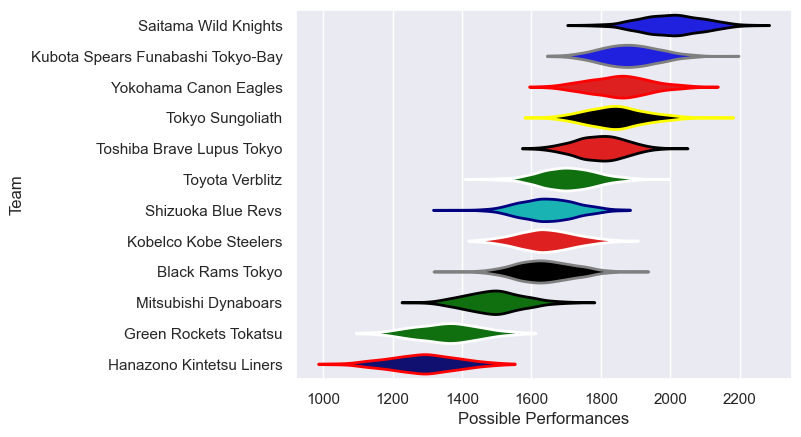 Saitama Wild Knights
Kubota Spears Funabashi Tokyo-Bay
Yokohama Canon Eagles
Tokyo Sungoliath
Toshiba Brave Lupus Tokyo
Toyota Verblitz
Shizuoka Blue Revs
Kobelco Kobe Steelers
Black Rams Tokyo
Mitsubishi Dynaboars
Green Rockets Tokatsu
Hanazono Kintetsu Liners
Team
1000 1200 1400 1600 1800 2000 2200
Possible Performances